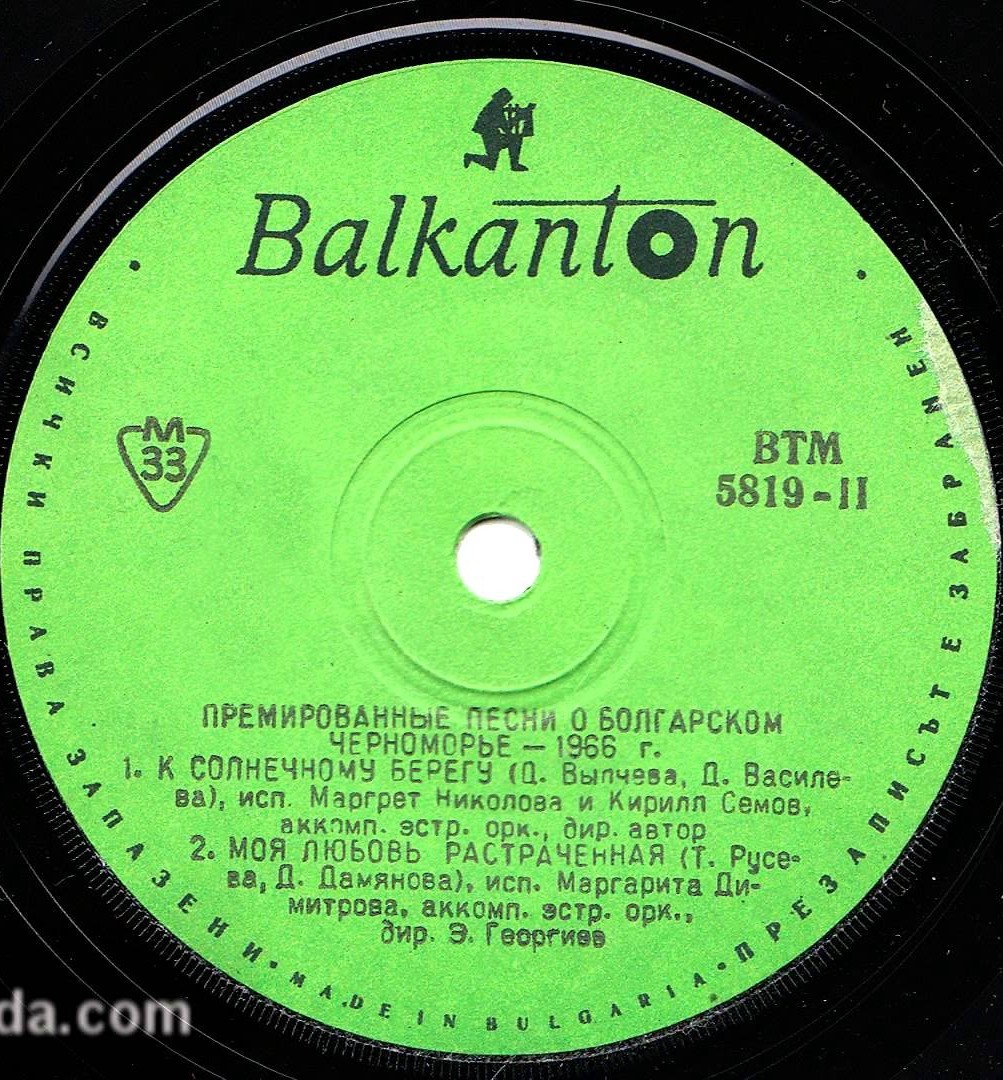 Balkanton
М
33
ВТМ
5819-II
ПРЕМИРОВАННЫЕ ПЕСНИ О БОЛГАРСКОМ
ЧЕРНОМОРЬЕ — 1966 г.
1. К СОЛНЕЧНОМУ БЕРЕГУ (Д. Вылчева, Д. Василе-
ва), исп. Маргрет Николова и Кирилл Семов,
аккомп. эстр. орк., дир. автор
2. МОЯ ЛЮБОВЬ РАСТРАЧЕННАЯ (Т. Русе-
ва, Д. Дамянова), исп. Маргарита Ди-
митрова, аккомп. эстр. орк.,
дир. Э. Георгиев
• ВСИЧКИ ПРАВА ЗАПАЗЕНИ • MADE IN BULGARIA • ПРЕЗАПИСЪТ Е ЗАБРАНЕН •
da.com